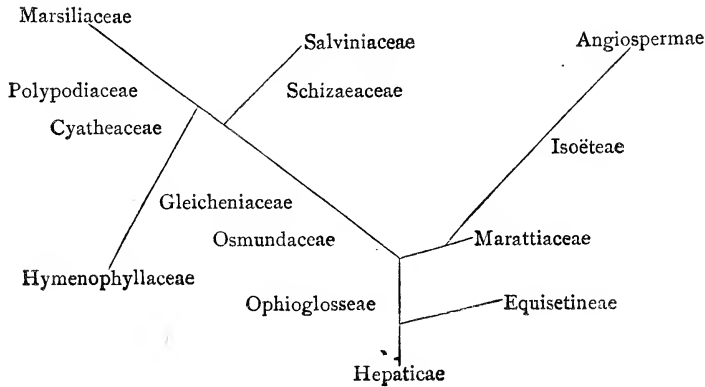 Marsiliaceae
Salviniaceae
Angiospermae
Polypodiaceae
Schizaeaceae
Cyatheaceae
Isoëteae
Gleicheniaceae
Osmundaceae
Marattiaceae
Hymenophyllaceae
Ophioglosseae
Equisetineae
Hepaticae